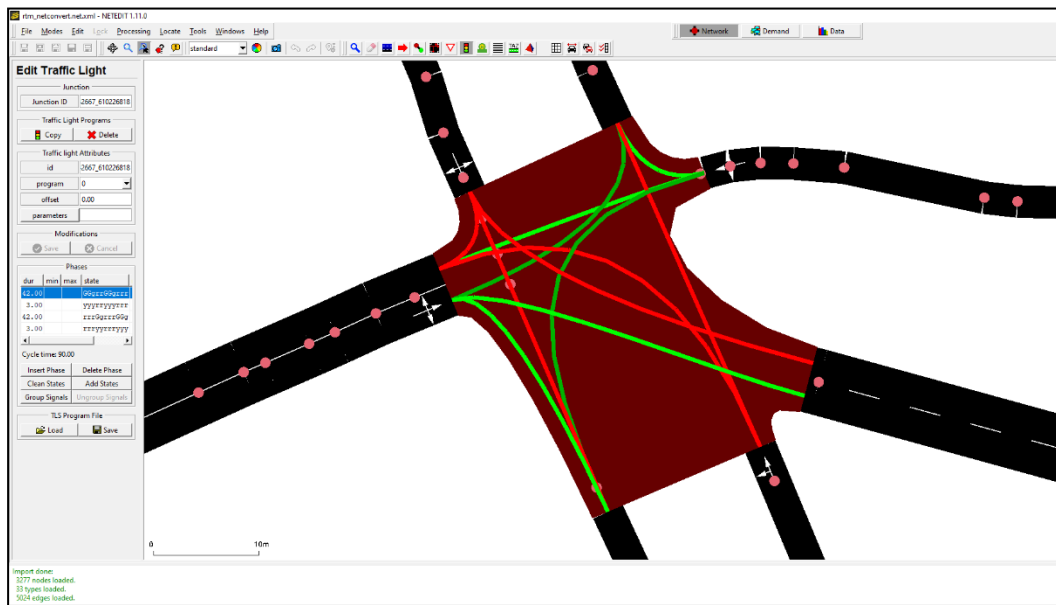 rtm_netconvert.net.xml - NETEDIT 1.11.0
File Modes Edit Lock Processing Locate Tools Windows Help
Network Demand Data
standard
Edit Traffic Light
Junction
Junction ID -2667_610226818
Traffic Light Programs
Copy Delete
Traffic light Attributes
id -2667_610226818
program 0
offset 0.00
parameters
Modifications
Save Cancel
Phases
dur min max state
42.00 GGgrrGGgrrr
3.00 yyyrryyyrrr
42.00 rrrGgrrrGGg
3.00 rrryyrrryyy
Cycle time: 90.00
Insert Phase Delete Phase
Clean States Add States
Group Signals Ungroup Signals
TLS Program File
Load Save
0 10m
Import done:
3277 nodes loaded.
33 types loaded.
5024 edges loaded.